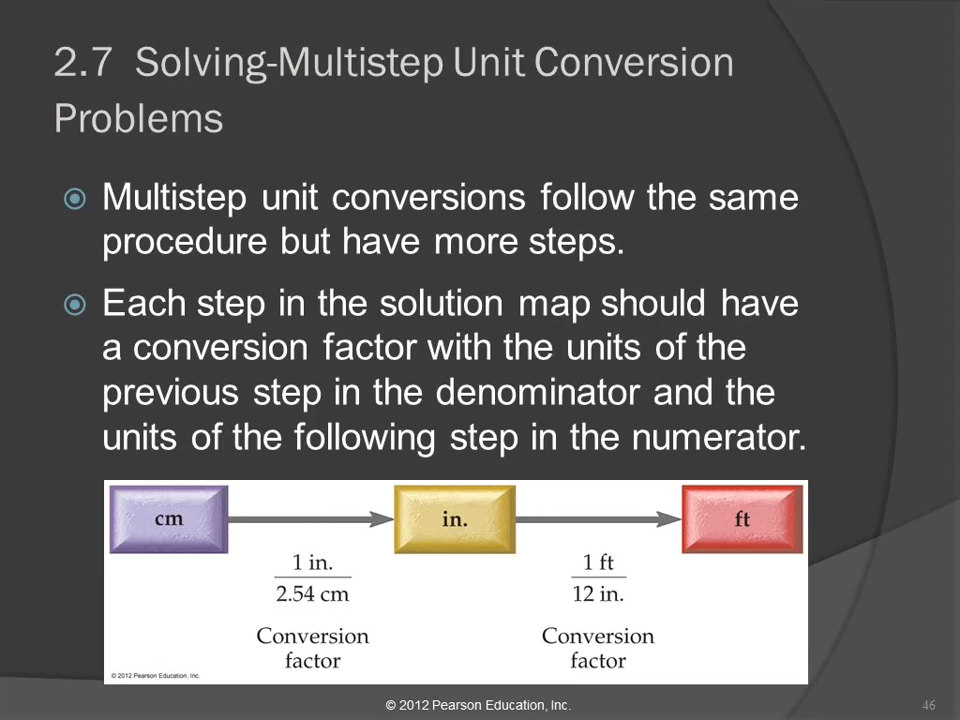 2.7 Solving-Multistep Unit Conversion
Problems
Multistep unit conversions follow the same
procedure but have more steps.
Each step in the solution map should have
a conversion factor with the units of the
previous step in the denominator and the
units of the following step in the numerator.
cm
in.
ft
1 in.
2.54 cm
1 ft
12 in.
Conversion
factor
Conversion
factor
© 2012 Pearson Education, Inc.
© 2012 Pearson Education, Inc.
46